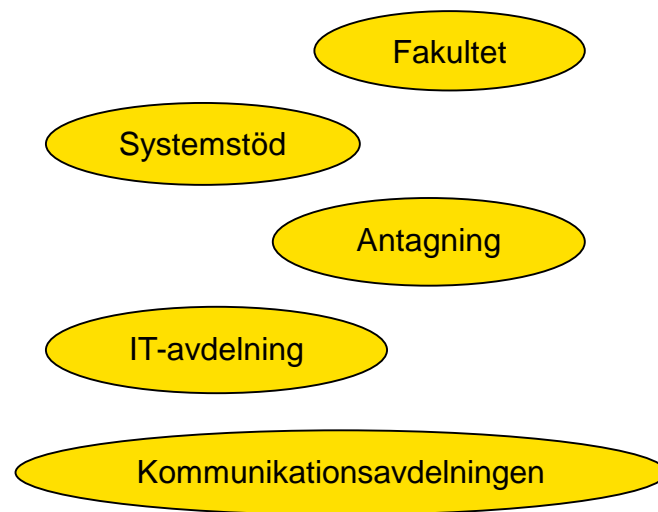 Fakultet
Systemstöd
Antagning
IT-avdelning
Kommunikationsavdelningen